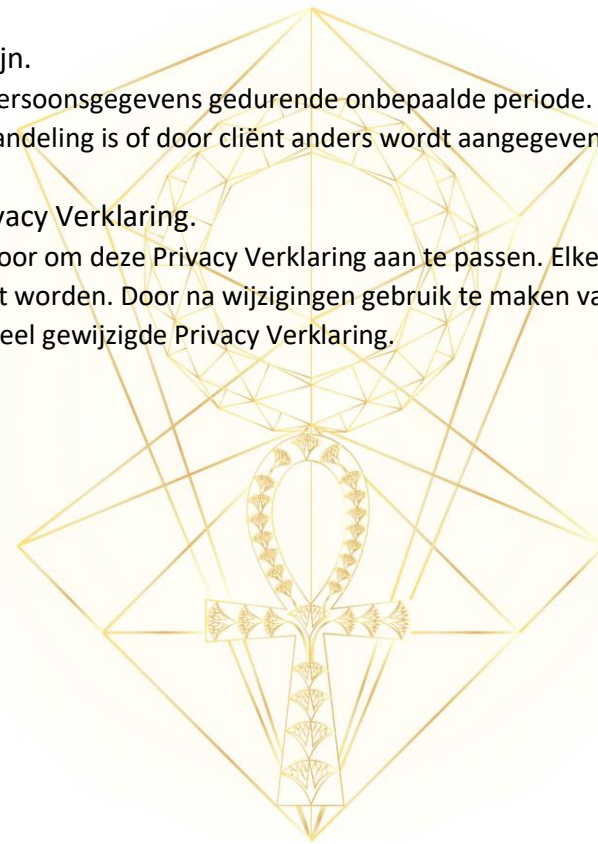 jn.
ersoonsgegevens gedurende onbepaalde periode.
andeling is of door cliënt anders wordt aangegeven
vacy Verklaring.
oor om deze Privacy Verklaring aan te passen. Elke
t worden. Door na wijzigingen gebruik te maken va
eel gewijzigde Privacy Verklaring.